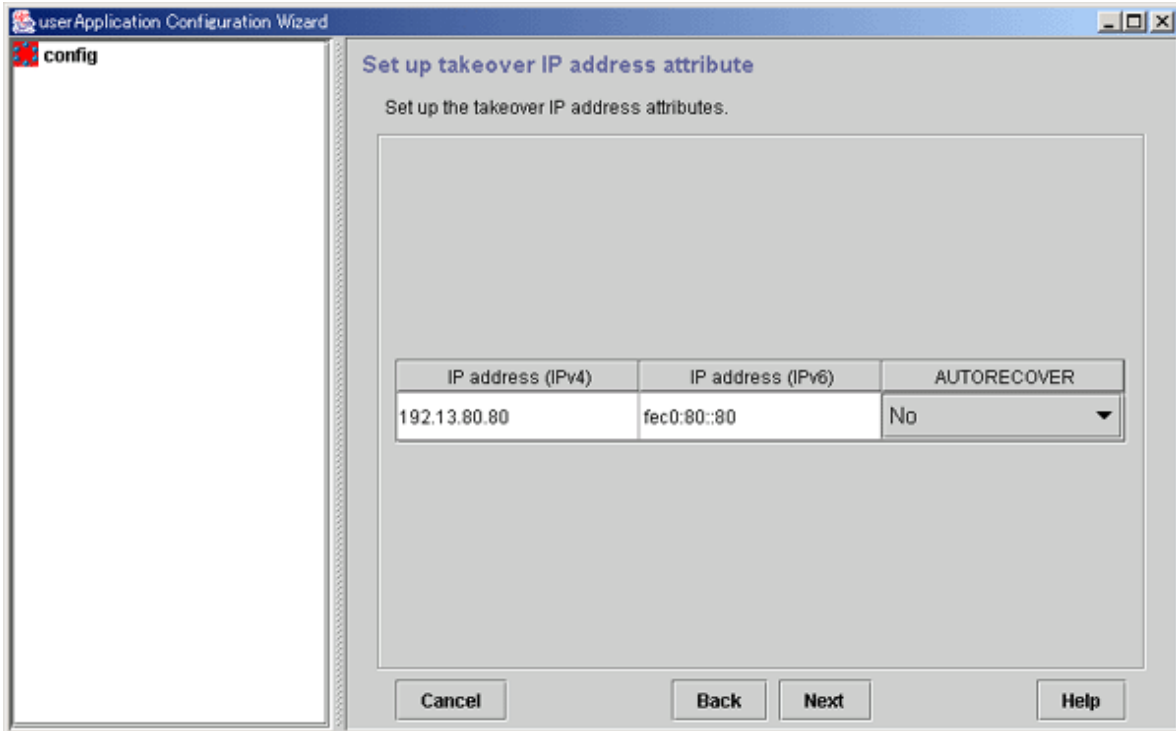 userApplication Configuration Wizard
config
Set up takeover IP address attribute
Set up the takeover IP address attributes.
IP address (IPv4) IP address (IPv6) AUTORECOVER
192.13.80.80 fec0:80::80 No
Cancel Back Next Help